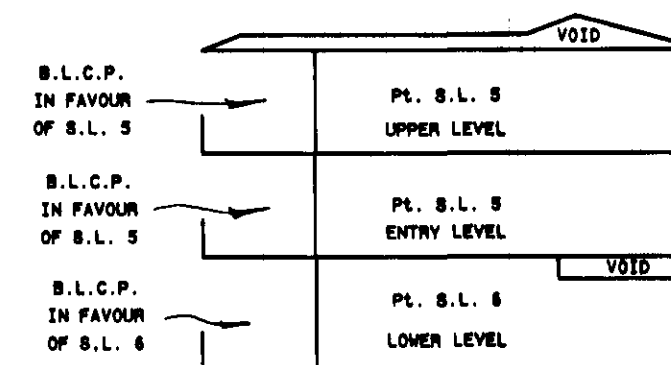 VOID
B.L.C.P.
IN FAVOUR
OF S.L. 5
Pt. S.L. 5
UPPER LEVEL
B.L.C.P.
IN FAVOUR
OF S.L. 5
Pt. S.L. 5
ENTRY LEVEL
VOID
B.L.C.P.
IN FAVOUR
OF S.L. 6
Pt. S.L. 6
LOWER LEVEL